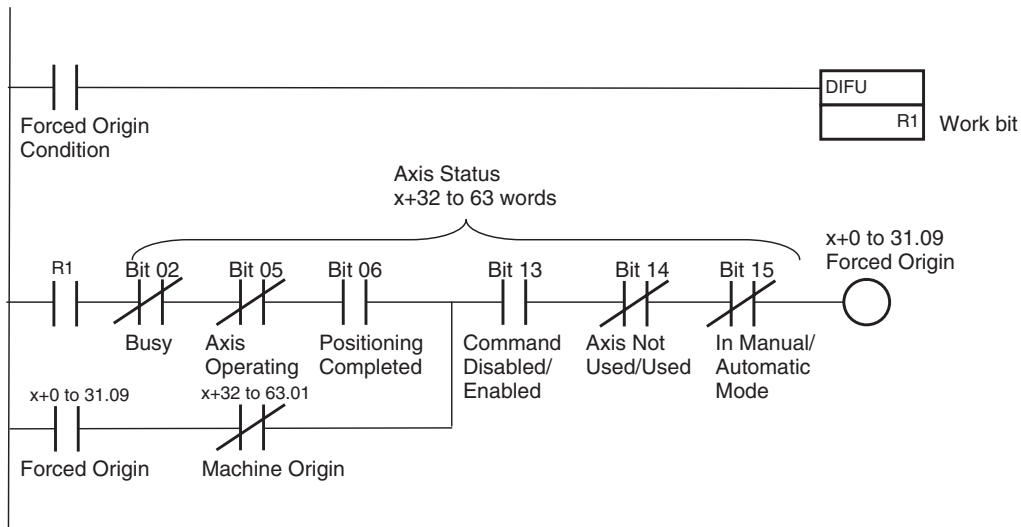 DIFU
R1
Work bit
Forced Origin
Condition
Axis Status
x+32 to 63 words
x+0 to 31.09
Forced Origin
R1
Bit 02
Bit 05
Bit 06
Bit 13
Bit 14
Bit 15
Busy
Axis
Operating
Positioning
Completed
Command
Disabled/
Enabled
Axis Not
Used/Used
In Manual/
Automatic
Mode
x+0 to 31.09
x+32 to 63.01
Forced Origin
Machine Origin